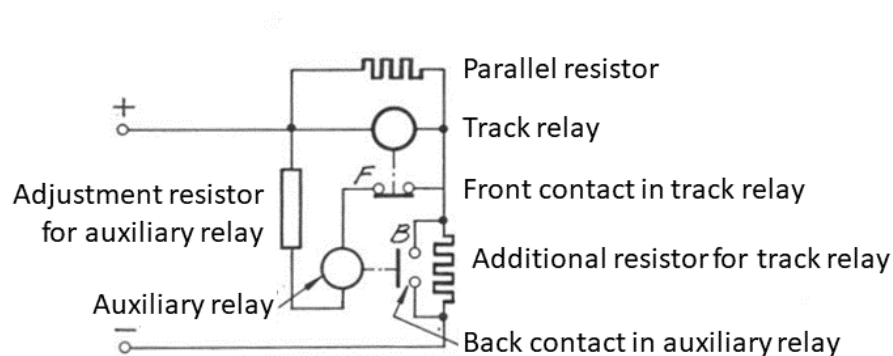 Parallel resistor
+
Track relay
F
Front contact in track relay
Adjustment resistor
for auxiliary relay
B
Additional resistor for track relay
Auxiliary relay
−
Back contact in auxiliary relay